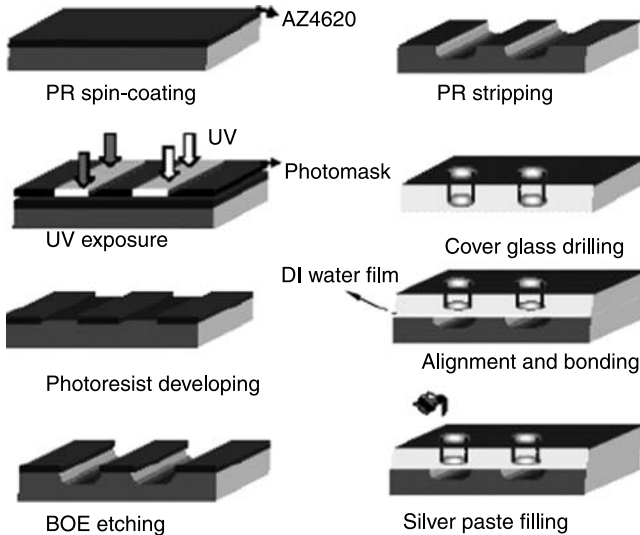 AZ4620
PR spin-coating
UV
Photomask
UV exposure
Photoresist developing
BOE etching
PR stripping
Cover glass drilling
DI water film
Alignment and bonding
Silver paste filling